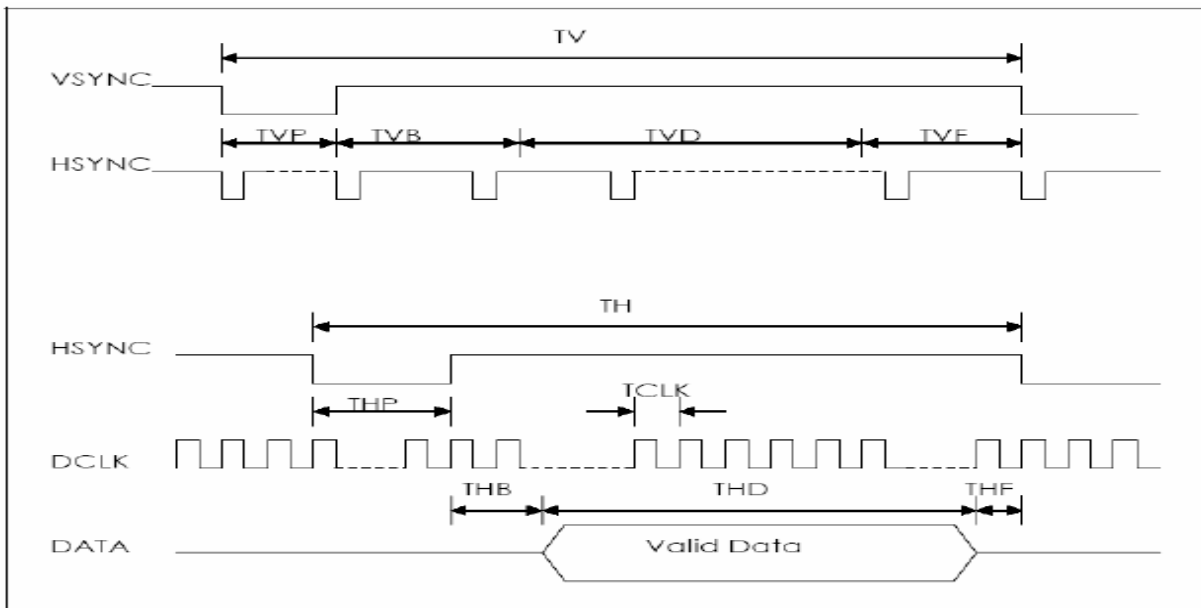 TV
VSYNC
TVP TVB TVD TVF
HSYNC
TH
HSYNC
TCLK
THP
DCLK
THB THD THF
DATA Valid Data